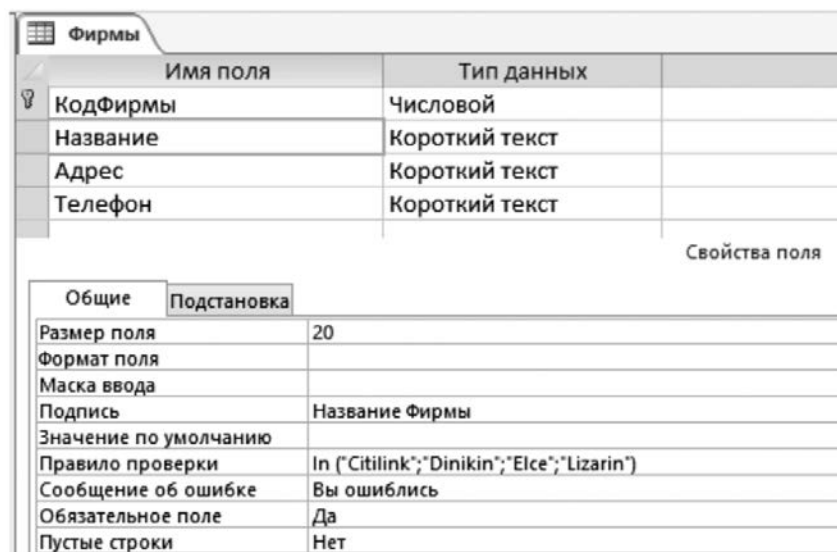 Фирмы
Имя поля Тип данных
КодФирмы Числовой
Название Короткий текст
Адрес Короткий текст
Телефон Короткий текст
Свойства поля
Общие Подстановка
Размер поля 20
Формат поля
Маска ввода
Подпись Название Фирмы
Значение по умолчанию
Правило проверки In ("Citilink";"Dinikin";"Elce";"Lizarin")
Сообщение об ошибке Вы ошиблись
Обязательное поле Да
Пустые строки Нет